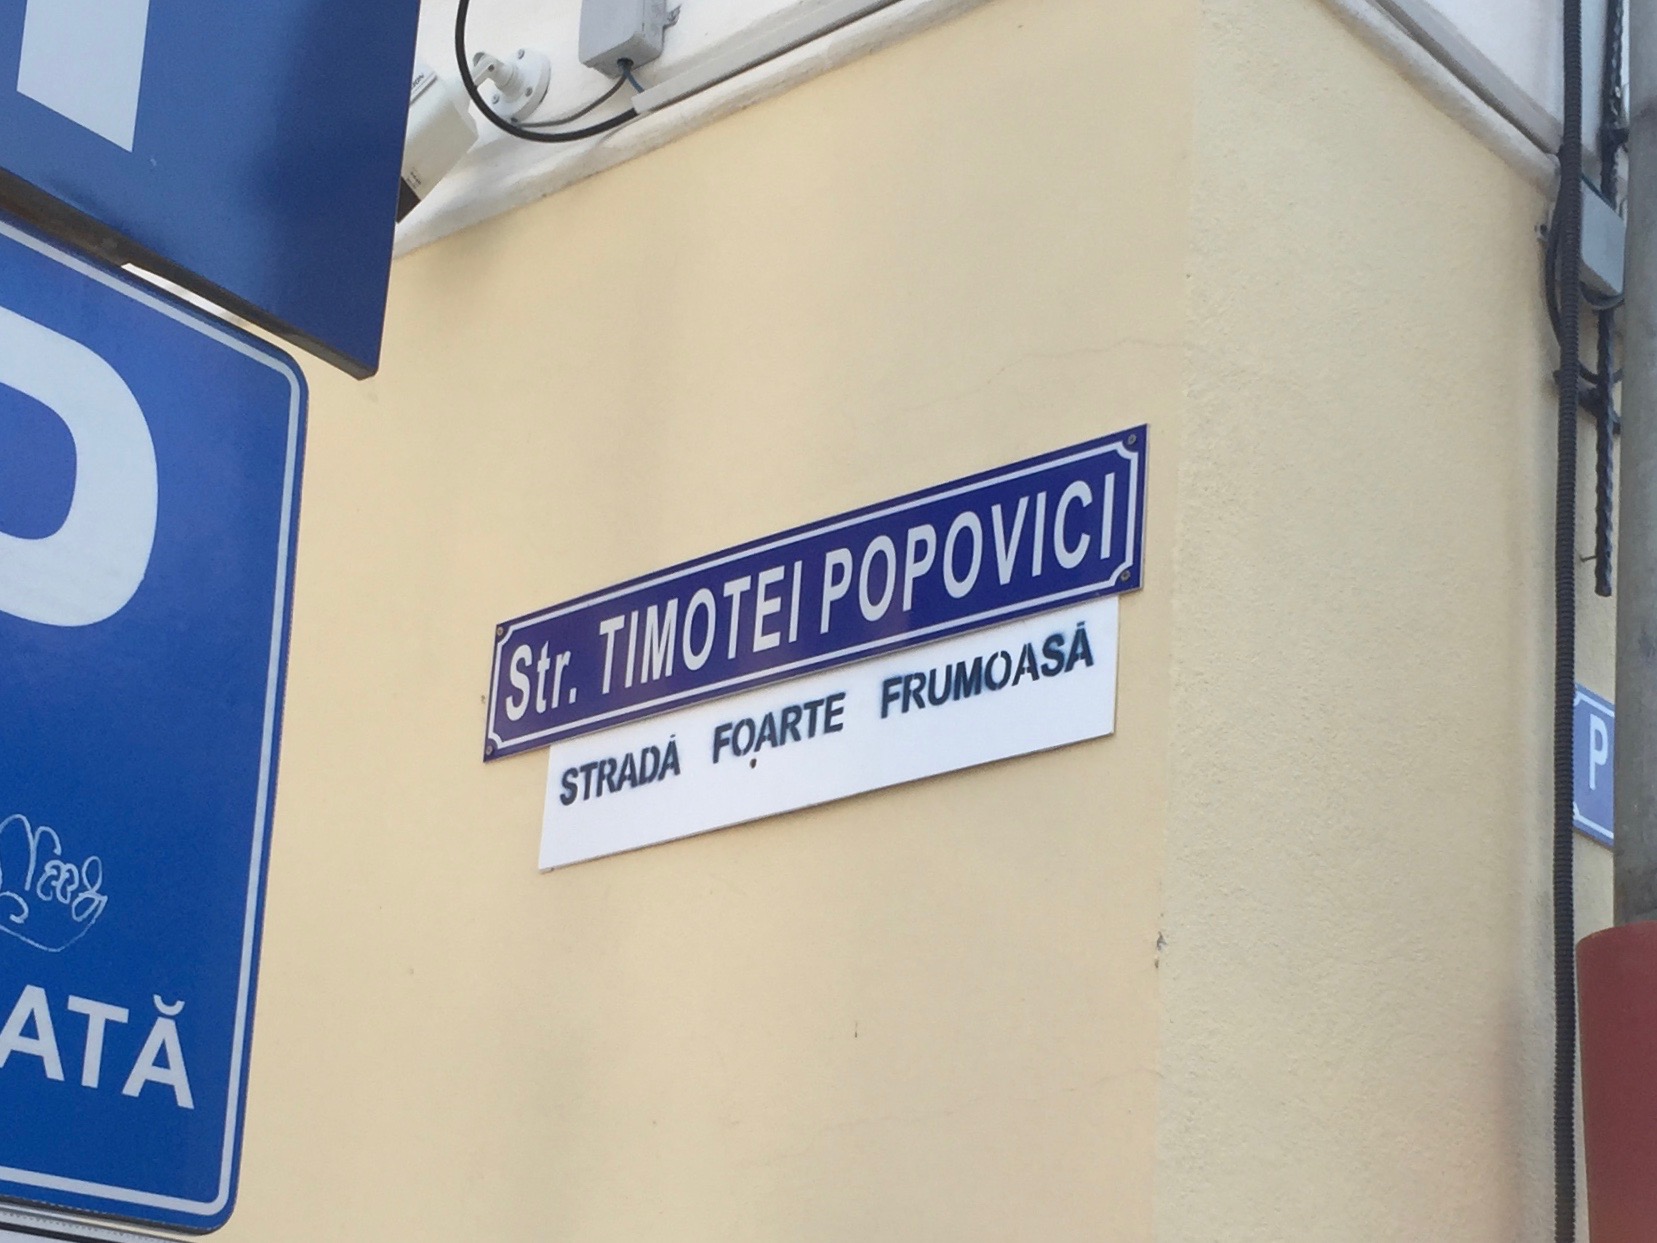 Str. TIMOTEI POPOVICI
STRADĂ FOARTE FRUMOASĂ
P
ATĂ
P